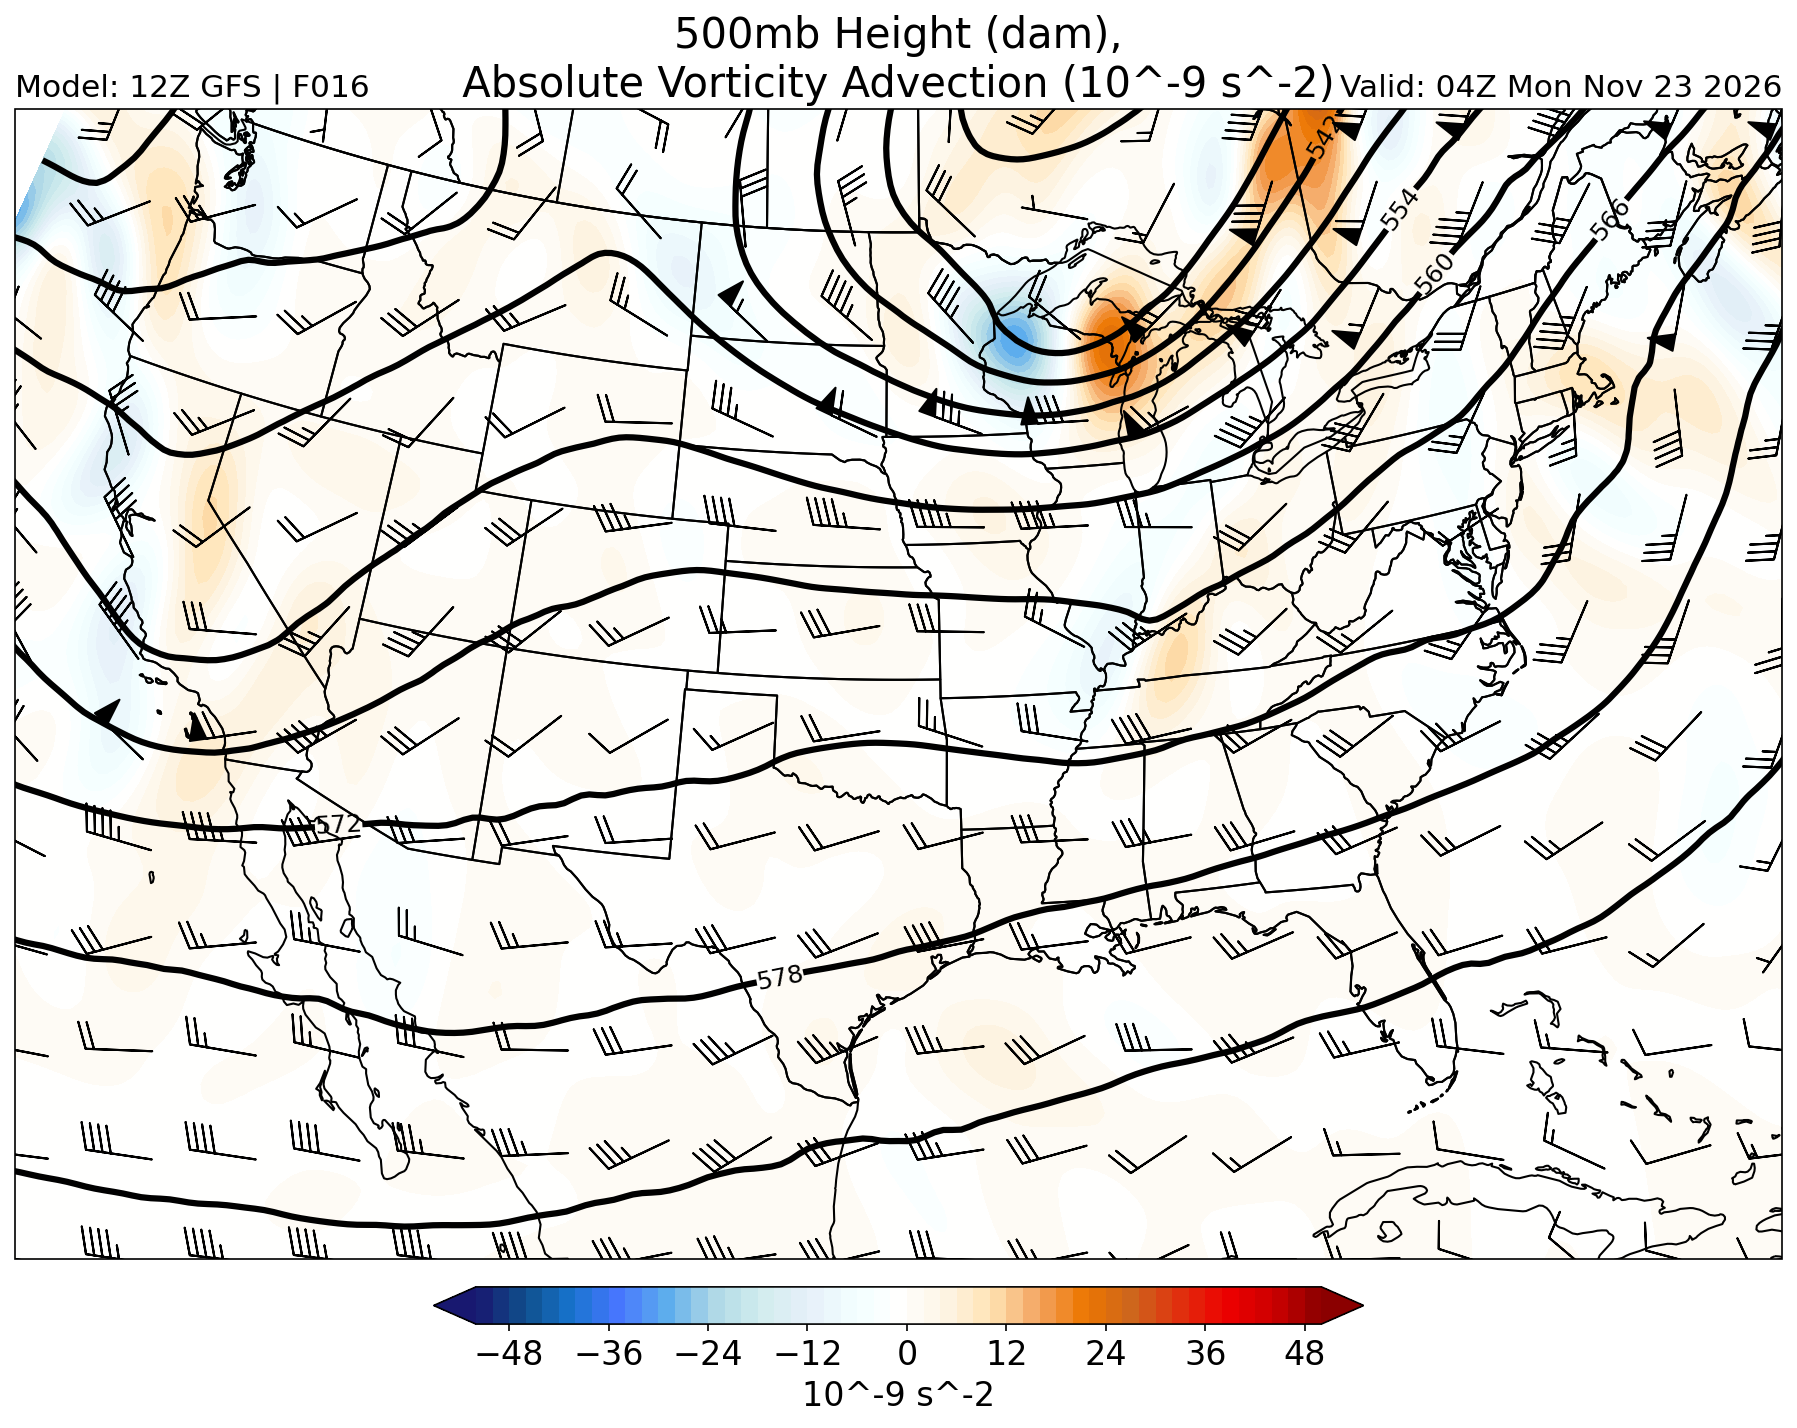 500mb Height (dam),
Model: 12Z GFS | F016
Absolute Vorticity Advection (10^-9 s^-2)
Valid: 04Z Mon Nov 23 2026
542
554
566
560
572
578
−48 −36 −24 −12 0 12 24 36 48
10^-9 s^-2